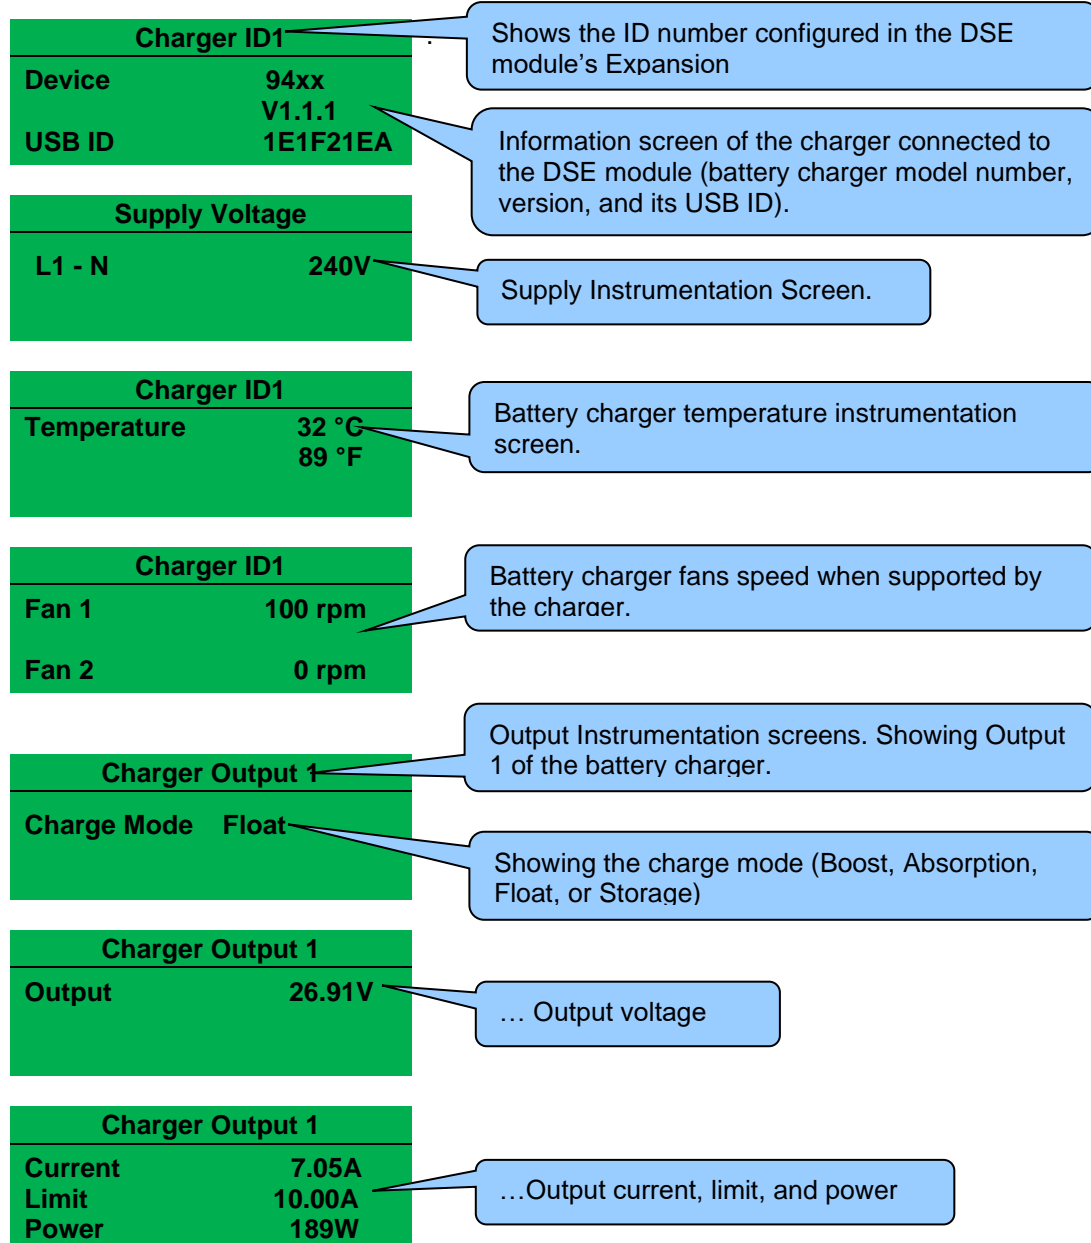 Charger ID1
.
Shows the ID number configured in the DSE
module's Expansion
Device 94xx
V1.1.1
USB ID 1E1F21EA
Information screen of the charger connected to
the DSE module (battery charger model number,
version, and its USB ID).
Supply Voltage
L1 - N 240V
Supply Instrumentation Screen.
Charger ID1
Temperature 32 °C
89 °F
Battery charger temperature instrumentation
screen.
Charger ID1
Fan 1 100 rpm
Fan 2 0 rpm
Battery charger fans speed when supported by
the charger.
Output Instrumentation screens. Showing Output
1 of the battery charger.
Charger Output 1
Charge Mode Float
Showing the charge mode (Boost, Absorption,
Float, or Storage)
Charger Output 1
Output 26.91V
… Output voltage
Charger Output 1
Current 7.05A
Limit 10.00A
Power 189W
…Output current, limit, and power